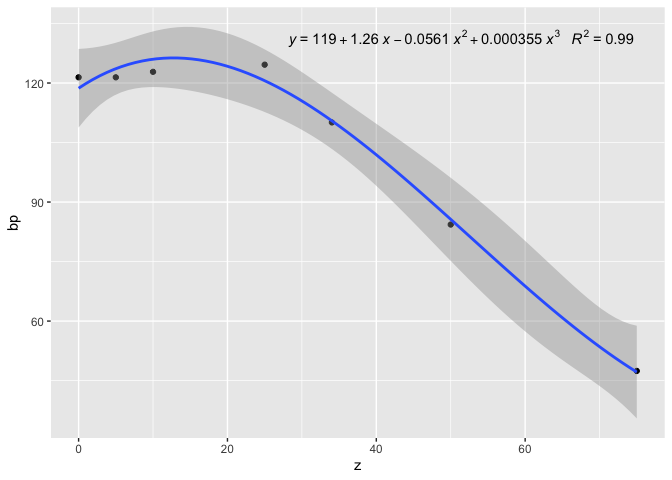 y = 119 + 1.26 x − 0.0561 x² + 0.000355 x³   R² = 0.99
120
90
60
bp
0 20 40 60
z